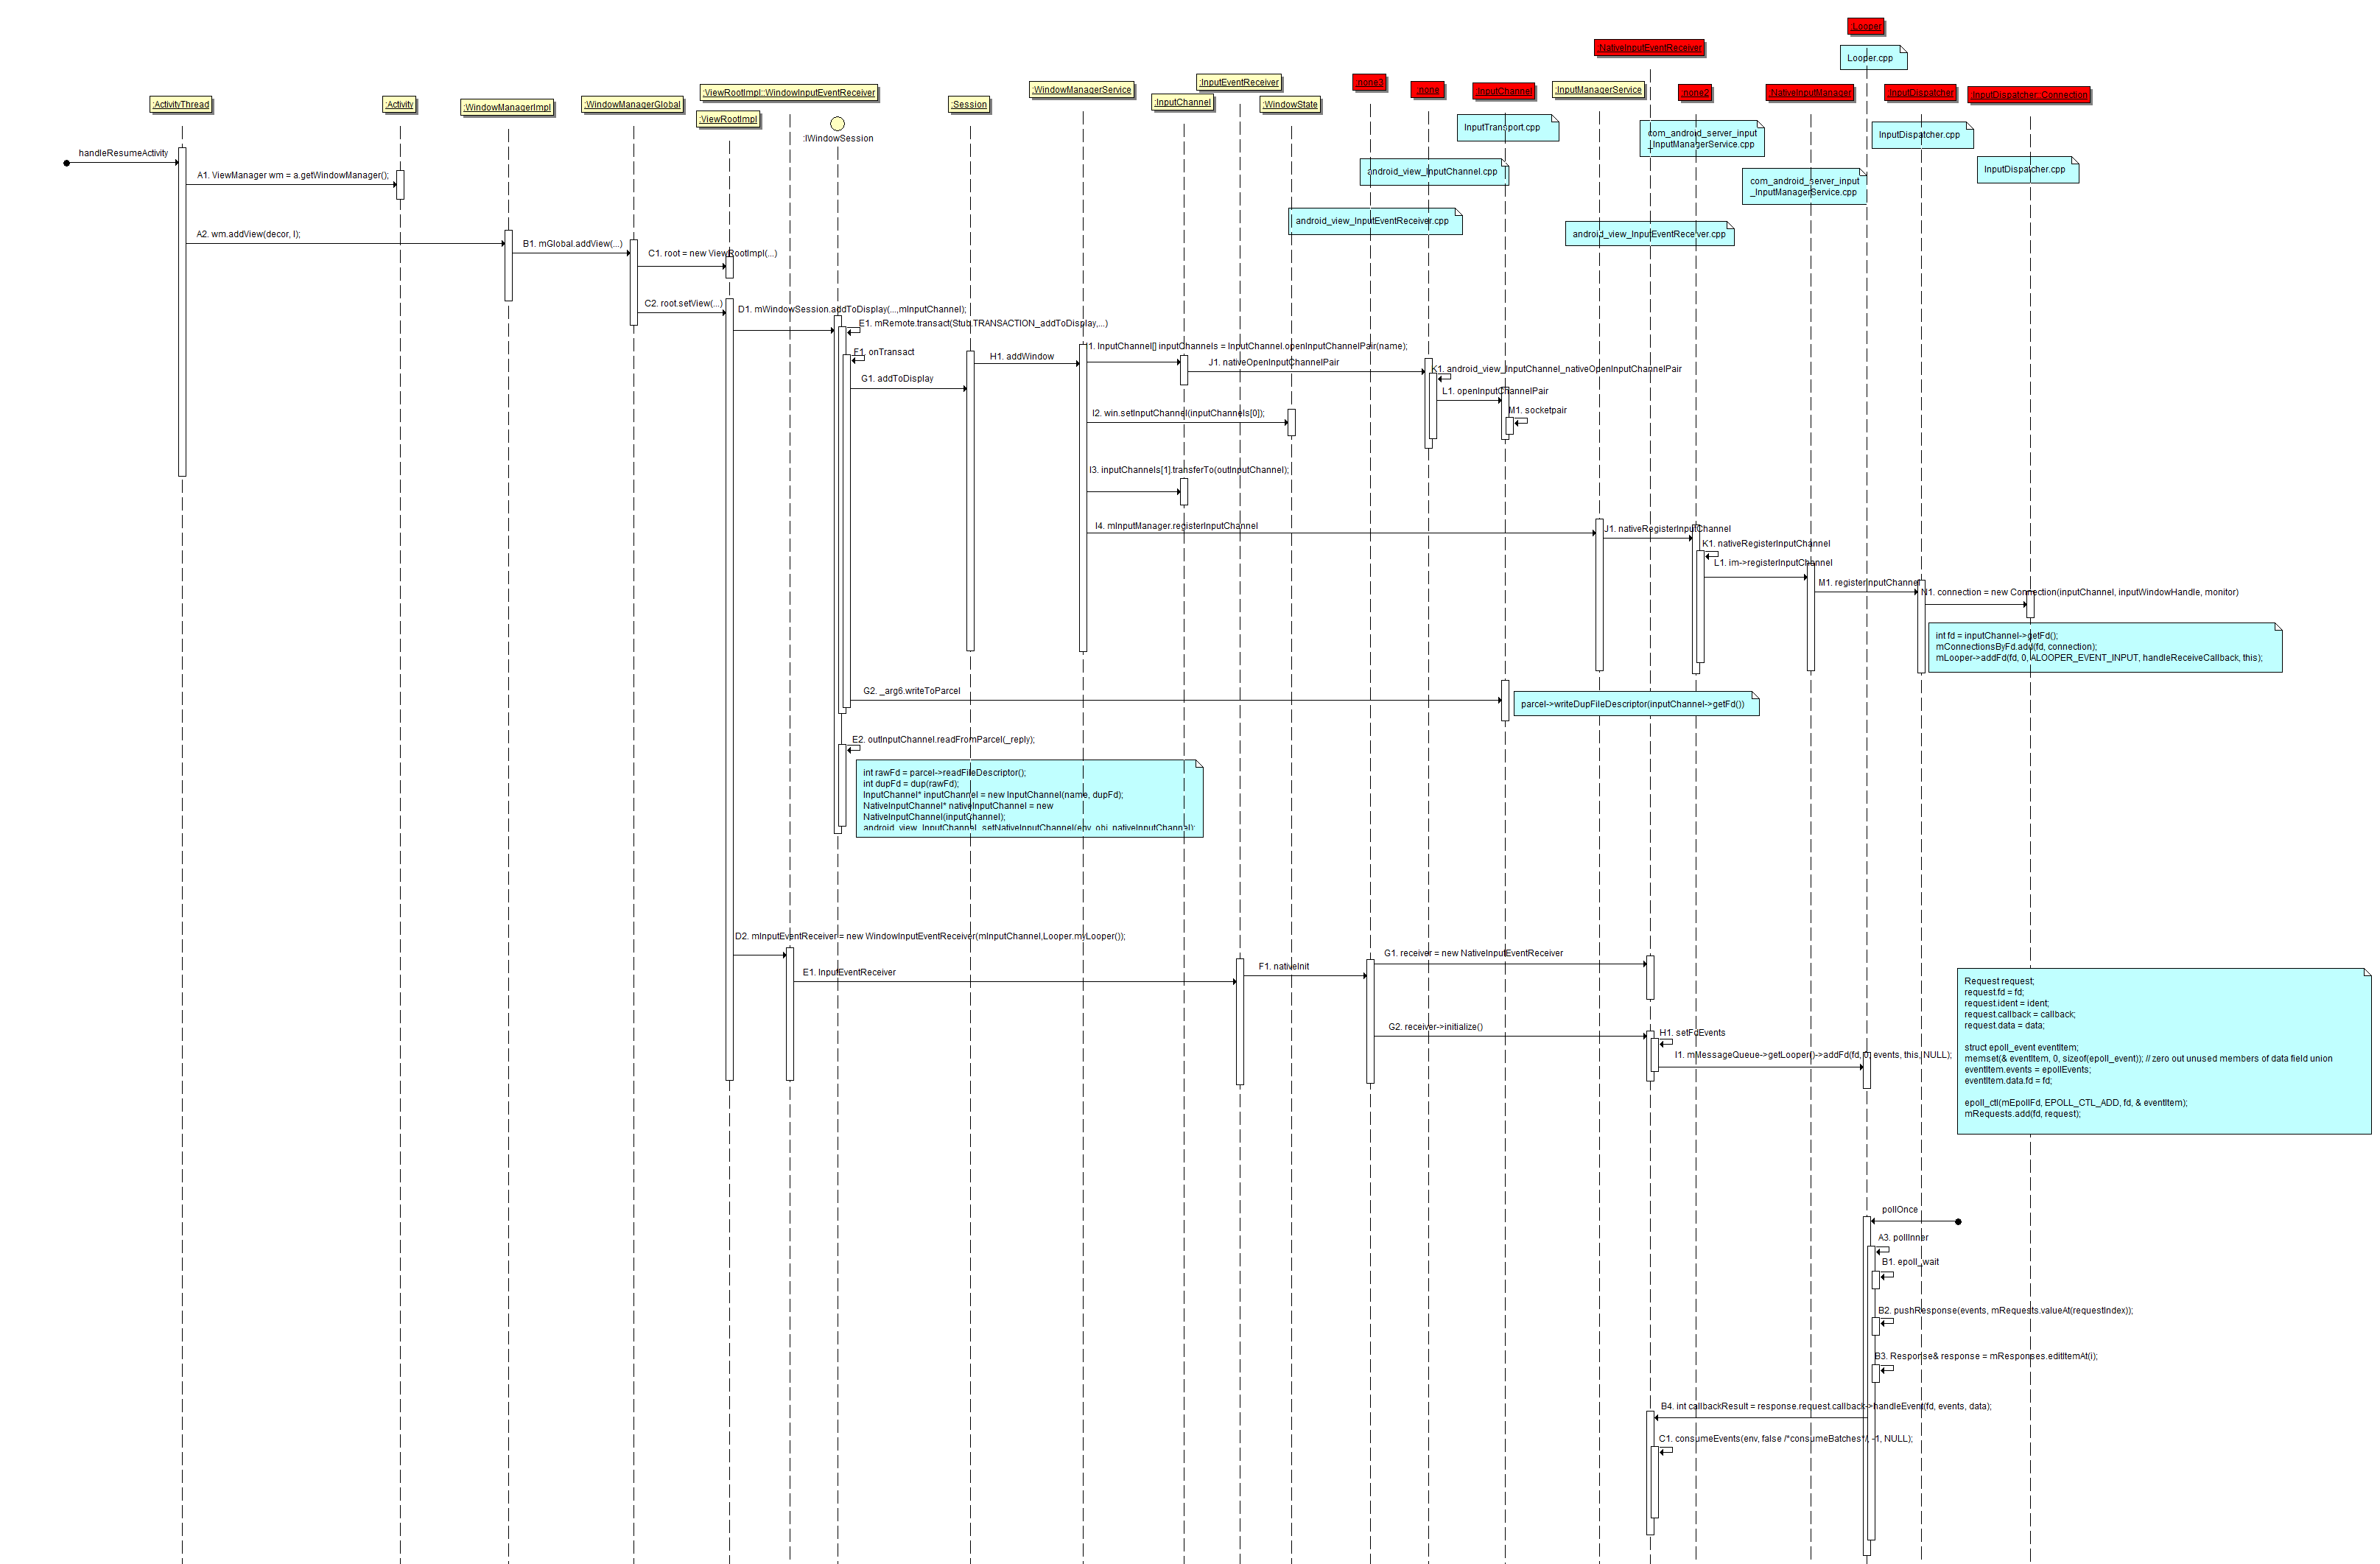 :Looper
:NativeInputEventReceiver
Looper.cpp
:InputEventReceiver
:none3
:WindowManagerService
:none
:InputChannel
:InputManagerService
:ViewRootImpl::WindowInputEventReceiver
:none2
:NativeInputManager
:InputDispatcher
:InputDispatcher::Connection
:ActivityThread
:Activity
:WindowManagerImpl
:WindowManagerGlobal
:Session
:InputChannel
:WindowState
:ViewRootImpl
:IWindowSession
InputTransport.cpp
com_android_server_input
_InputManagerService.cpp
InputDispatcher.cpp
handleResumeActivity
android_view_InputChannel.cpp
InputDispatcher.cpp
A1. ViewManager wm = a.getWindowManager();
com_android_server_input
_InputManagerService.cpp
android_view_InputEventReceiver.cpp
android_view_InputEventReceiver.cpp
A2. wm.addView(decor, l);
B1. mGlobal.addView(...)
C1. root = new ViewRootImpl(...)
C2. root.setView(...)
D1. mWindowSession.addToDisplay(...,mInputChannel);
E1. mRemote.transact(Stub.TRANSACTION_addToDisplay,...)
F1. onTransact
H1. addWindow
I1. InputChannel[] inputChannels = InputChannel.openInputChannelPair(name);
J1. nativeOpenInputChannelPair
K1. android_view_InputChannel_nativeOpenInputChannelPair
G1. addToDisplay
L1. openInputChannelPair
I2. win.setInputChannel(inputChannels[0]);
M1. socketpair
I3. inputChannels[1].transferTo(outInputChannel);
I4. mInputManager.registerInputChannel
J1. nativeRegisterInputChannel
K1. nativeRegisterInputChannel
L1. im->registerInputChannel
M1. registerInputChannel
N1. connection = new Connection(inputChannel, inputWindowHandle, monitor)
int fd = inputChannel->getFd();
mConnectionsByFd.add(fd, connection);
mLooper->addFd(fd, 0, ALOOPER_EVENT_INPUT, handleReceiveCallback, this);
G2. _arg6.writeToParcel
parcel->writeDupFileDescriptor(inputChannel->getFd())
E2. outInputChannel.readFromParcel(_reply);
int rawFd = parcel->readFileDescriptor();
int dupFd = dup(rawFd);
InputChannel* inputChannel = new InputChannel(name, dupFd);
NativeInputChannel* nativeInputChannel = new
NativeInputChannel(inputChannel);
android_view_InputChannel_setNativeInputChannel(env, obj, nativeInputChannel);
D2. mInputEventReceiver = new WindowInputEventReceiver(mInputChannel,Looper.myLooper());
E1. InputEventReceiver
F1. nativeInit
G1. receiver = new NativeInputEventReceiver
G2. receiver->initialize()
H1. setFdEvents
I1. mMessageQueue->getLooper()->addFd(fd, 0, events, this, NULL);
Request request;
request.fd = fd;
request.ident = ident;
request.callback = callback;
request.data = data;
struct epoll_event eventItem;
memset(& eventItem, 0, sizeof(epoll_event)); // zero out unused members of data field union
eventItem.events = epollEvents;
eventItem.data.fd = fd;
epoll_ctl(mEpollFd, EPOLL_CTL_ADD, fd, & eventItem);
mRequests.add(fd, request);
pollOnce
A3. pollInner
B1. epoll_wait
B2. pushResponse(events, mRequests.valueAt(requestIndex));
B3. Response& response = mResponses.editItemAt(i);
B4. int callbackResult = response.request.callback->handleEvent(fd, events, data);
C1. consumeEvents(env, false /*consumeBatches*/, -1, NULL);